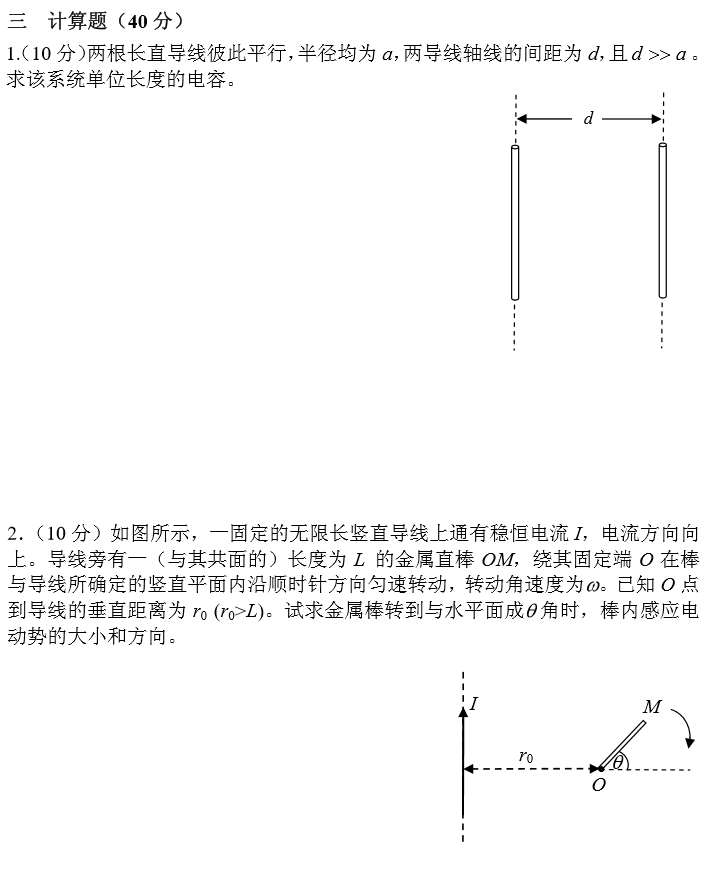 三 计算题（40 分）
1.（10 分）两根长直导线彼此平行，半径均为 a，两导线轴线的间距为 d，且 d >> a 。
求该系统单位长度的电容。
d
2.（10 分）如图所示，一固定的无限长竖直导线上通有稳恒电流 I，电流方向向
上。导线旁有一（与其共面的）长度为 L 的金属直棒 OM，绕其固定端 O 在棒
与导线所确定的竖直平面内沿顺时针方向匀速转动，转动角速度为ω。已知 O 点
到导线的垂直距离为 r₀ (r₀>L)。试求金属棒转到与水平面成θ角时，棒内感应电
动势的大小和方向。
I
M
r₀
θ
O